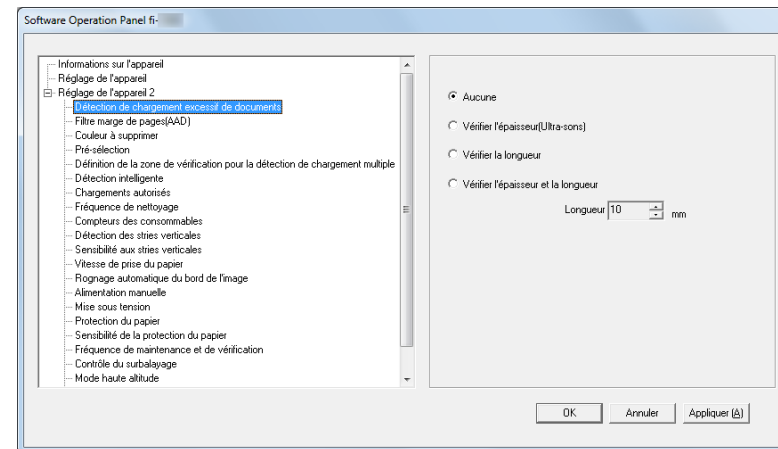 Software Operation Panel fi-
Informations sur l'appareil
Réglage de l'appareil
Réglage de l'appareil 2
Détection de chargement excessif de documents
Filtre marge de pages(AAD)
Couleur à supprimer
Pré-sélection
Définition de la zone de vérification pour la détection de chargement multiple
Détection intelligente
Chargements autorisés
Fréquence de nettoyage
Compteurs des consommables
Détection des stries verticales
Sensibilité aux stries verticales
Vitesse de prise du papier
Rognage automatique du bord de l'image
Alimentation manuelle
Mise sous tension
Protection du papier
Sensibilité de la protection du papier
Fréquence de maintenance et de vérification
Contrôle du surbalayage
Mode haute altitude
Aucune
Vérifier l'épaisseur(Ultra-sons)
Vérifier la longueur
Vérifier l'épaisseur et la longueur
Longueur 10 mm
OK Annuler Appliquer (A)